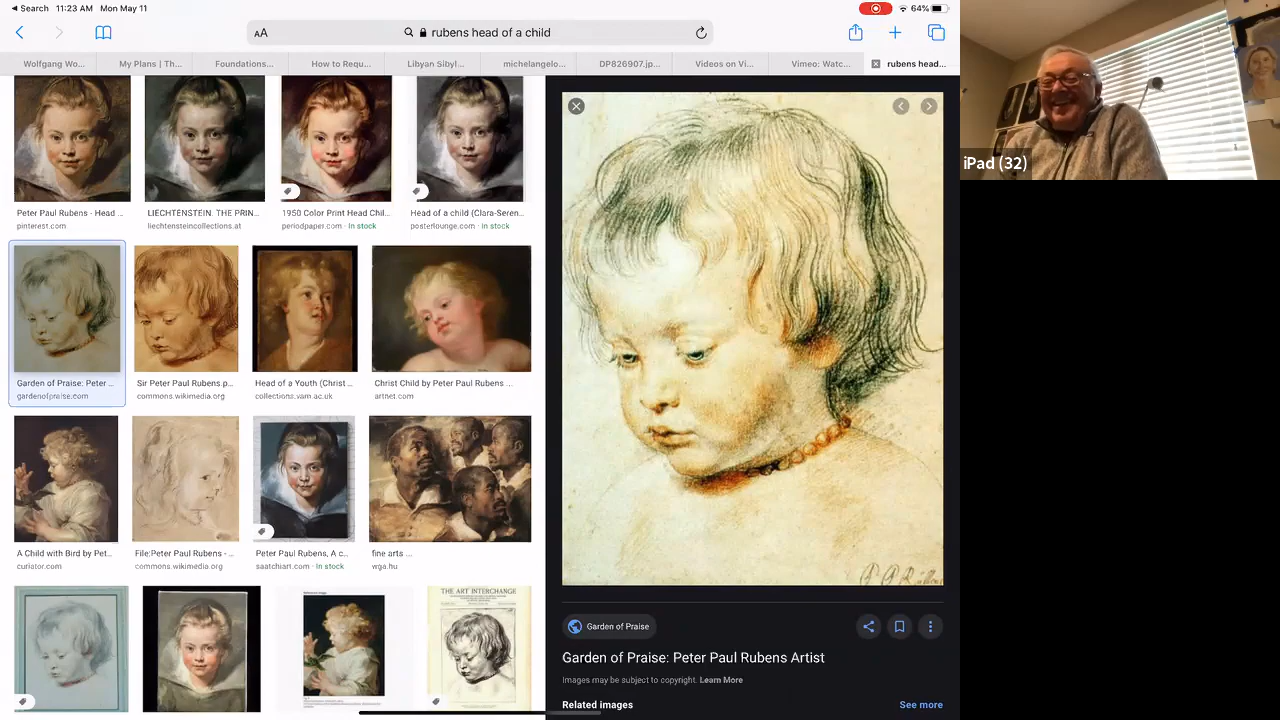 Search 11:23 AM Mon May 11
64%
AA rubens head of a child
Wolfgang Wo...
My Plans | Th...
Foundations...
How to Requ...
Libyan Sibyl...
michelangelo...
DP826907.jp...
Videos on Vi...
Vimeo: Watc...
rubens head...
iPad (32)
Peter Paul Rubens - Head ...
pinterest.com
LIECHTENSTEIN. THE PRIN...
liechtensteincollections.at
1950 Color Print Head Chil...
periodpaper.com · In stock
Head of a child (Clara-Seren...
posterlounge.com · In stock
Garden of Praise: Peter ...
gardenofpraise.com
Sir Peter Paul Rubens.p...
commons.wikimedia.org
Head of a Youth (Christ ...
collections.vam.ac.uk
Christ Child by Peter Paul Rubens ...
artnet.com
A Child with Bird by Pet...
curiator.com
File:Peter Paul Rubens - ...
commons.wikimedia.org
Peter Paul Rubens, A c...
saatchiart.com · In stock
fine arts ...
wga.hu
THE ART INTERCHANGE
Garden of Praise
Garden of Praise: Peter Paul Rubens Artist
Images may be subject to copyright. Learn More
Related images
See more